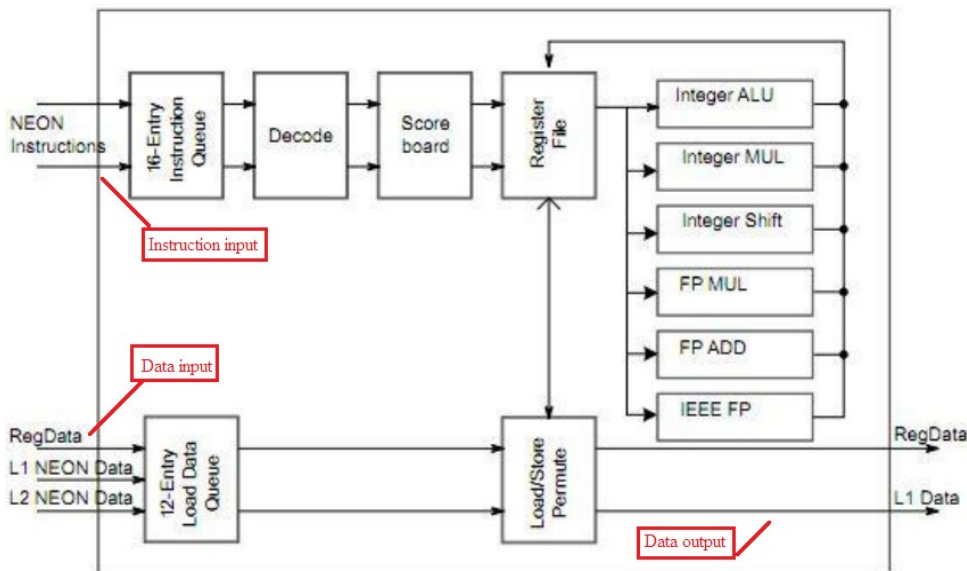 NEON
Instructions
16-Entry
Instruction
Queue
Decode
Score
board
Register
File
Integer ALU
Integer MUL
Integer Shift
FP MUL
FP ADD
IEEE FP
Instruction input
Data input
RegData
L1 NEON Data
L2 NEON Data
12-Entry
Load Data
Queue
Load/Store
Permute
RegData
L1 Data
Data output